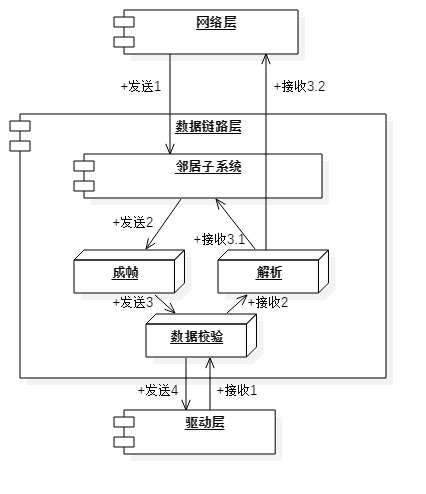 网络层
+发送1
+接收3.2
数据链路层
邻居子系统
+发送2
+接收3.1
成帧
解析
+发送3
+接收2
数据校验
+发送4
+接收1
驱动层